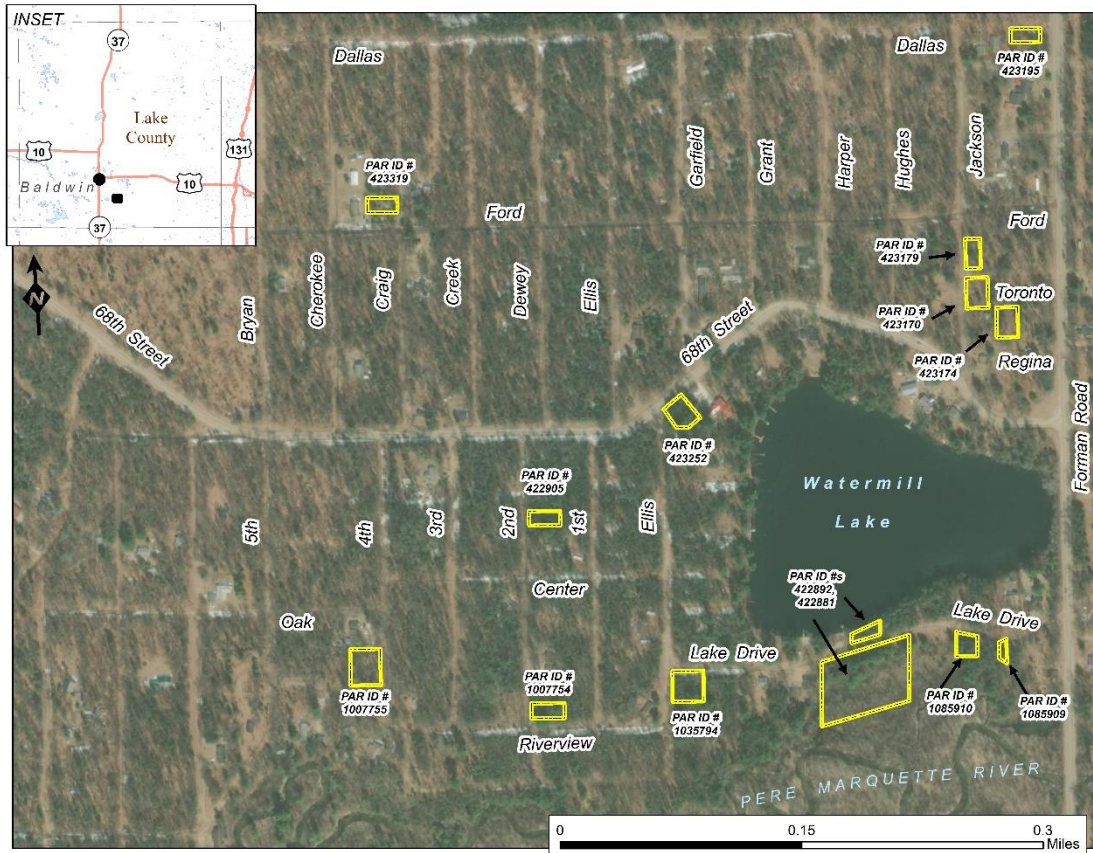 INSET
37
Lake
County
10
131
Baldwin
10
37
N
Dallas
Dallas
PAR ID #
423195
PAR ID #
423319
Garfield
Grant
Harper
Hughes
Jackson
Ford
Ford
Bryan
Cherokee
Craig
Creek
Dewey
Ellis
PAR ID #
423179
Toronto
PAR ID #
423170
PAR ID #
423174
Regina
68th Street
68th Street
PAR ID #
423252
Forman Road
PAR ID #
422905
5th
4th
3rd
2nd
1st
Ellis
Watermill
Lake
Center
PAR ID #s
422892,
422881
Oak
Lake Drive
Lake Drive
PAR ID #
1007755
PAR ID #
1007754
PAR ID #
1035794
PAR ID #
1085910
PAR ID #
1085909
Riverview
PERE MARQUETTE RIVER
0
0.15
0.3
Miles